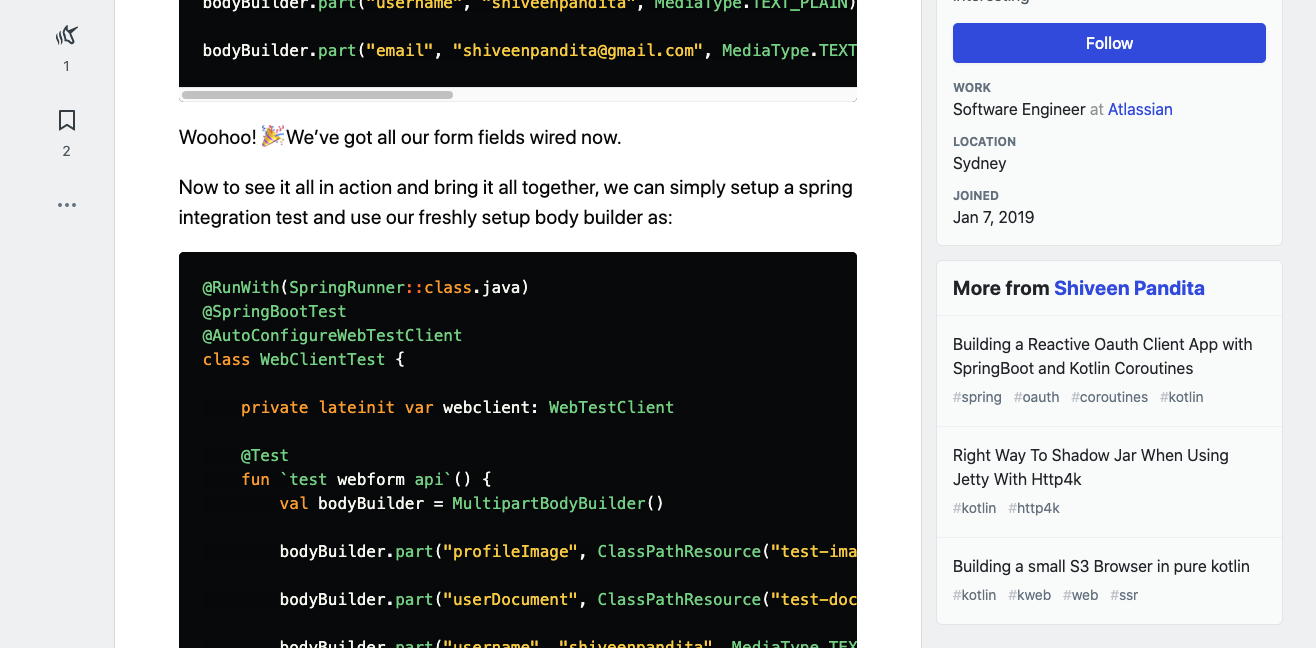 1
2
bodyBuilder.part("username", "shiveenpandita", MediaType.TEXT_PLAIN)
bodyBuilder.part("email", "shiveenpandita@gmail.com", MediaType.TEXT
Woohoo! 🎉We’ve got all our form fields wired now.
Now to see it all in action and bring it all together, we can simply setup a spring
integration test and use our freshly setup body builder as:
@RunWith(SpringRunner::class.java)
@SpringBootTest
@AutoConfigureWebTestClient
class WebClientTest {
    private lateinit var webclient: WebTestClient
    @Test
    fun `test webform api`() {
        val bodyBuilder = MultipartBodyBuilder()
        bodyBuilder.part("profileImage", ClassPathResource("test-ima
        bodyBuilder.part("userDocument", ClassPathResource("test-doc
        bodyBuilder.part("username", "shiveenpandita", MediaType.TEX
interesting
Follow
WORK
Software Engineer at Atlassian
LOCATION
Sydney
JOINED
Jan 7, 2019
More from Shiveen Pandita
Building a Reactive Oauth Client App with
SpringBoot and Kotlin Coroutines
#spring #oauth #coroutines #kotlin
Right Way To Shadow Jar When Using
Jetty With Http4k
#kotlin #http4k
Building a small S3 Browser in pure kotlin
#kotlin #kweb #web #ssr